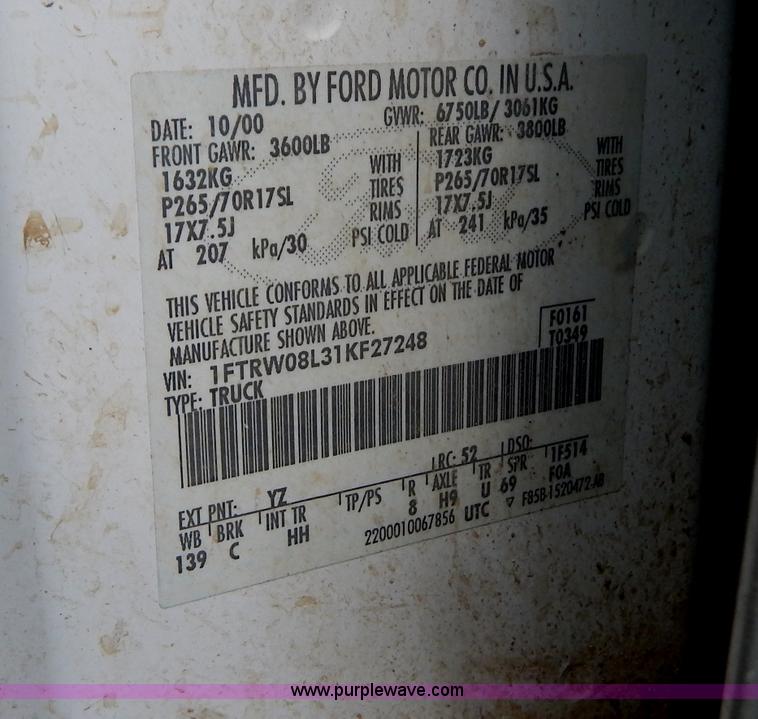 MFD. BY FORD MOTOR CO. IN U.S.A.
DATE: 10/00 GVWR: 6750LB/ 3061KG
FRONT GAWR: 3600LB REAR GAWR: 3800LB
1632KG WITH 1723KG WITH
P265/70R17SL TIRES P265/70R17SL TIRES
17X7.5J RIMS 17X7.5J RIMS
AT 207 kPa/30 PSI COLD AT 241 kPa/35 PSI COLD
THIS VEHICLE CONFORMS TO ALL APPLICABLE FEDERAL MOTOR
VEHICLE SAFETY STANDARDS IN EFFECT ON THE DATE OF
MANUFACTURE SHOWN ABOVE.
F0161
VIN: 1FTRW08L31KF27248 T0349
TYPE: TRUCK
EXT PNT: YZ RC: 52 DSO:
WB BRK INT TR TP/PS R AXLE TR SPR 1F514
139 C HH 8 H9 U 69 F0A
2200010067856 UTC ▽ F85B-1520472-AB
www.purplewave.com